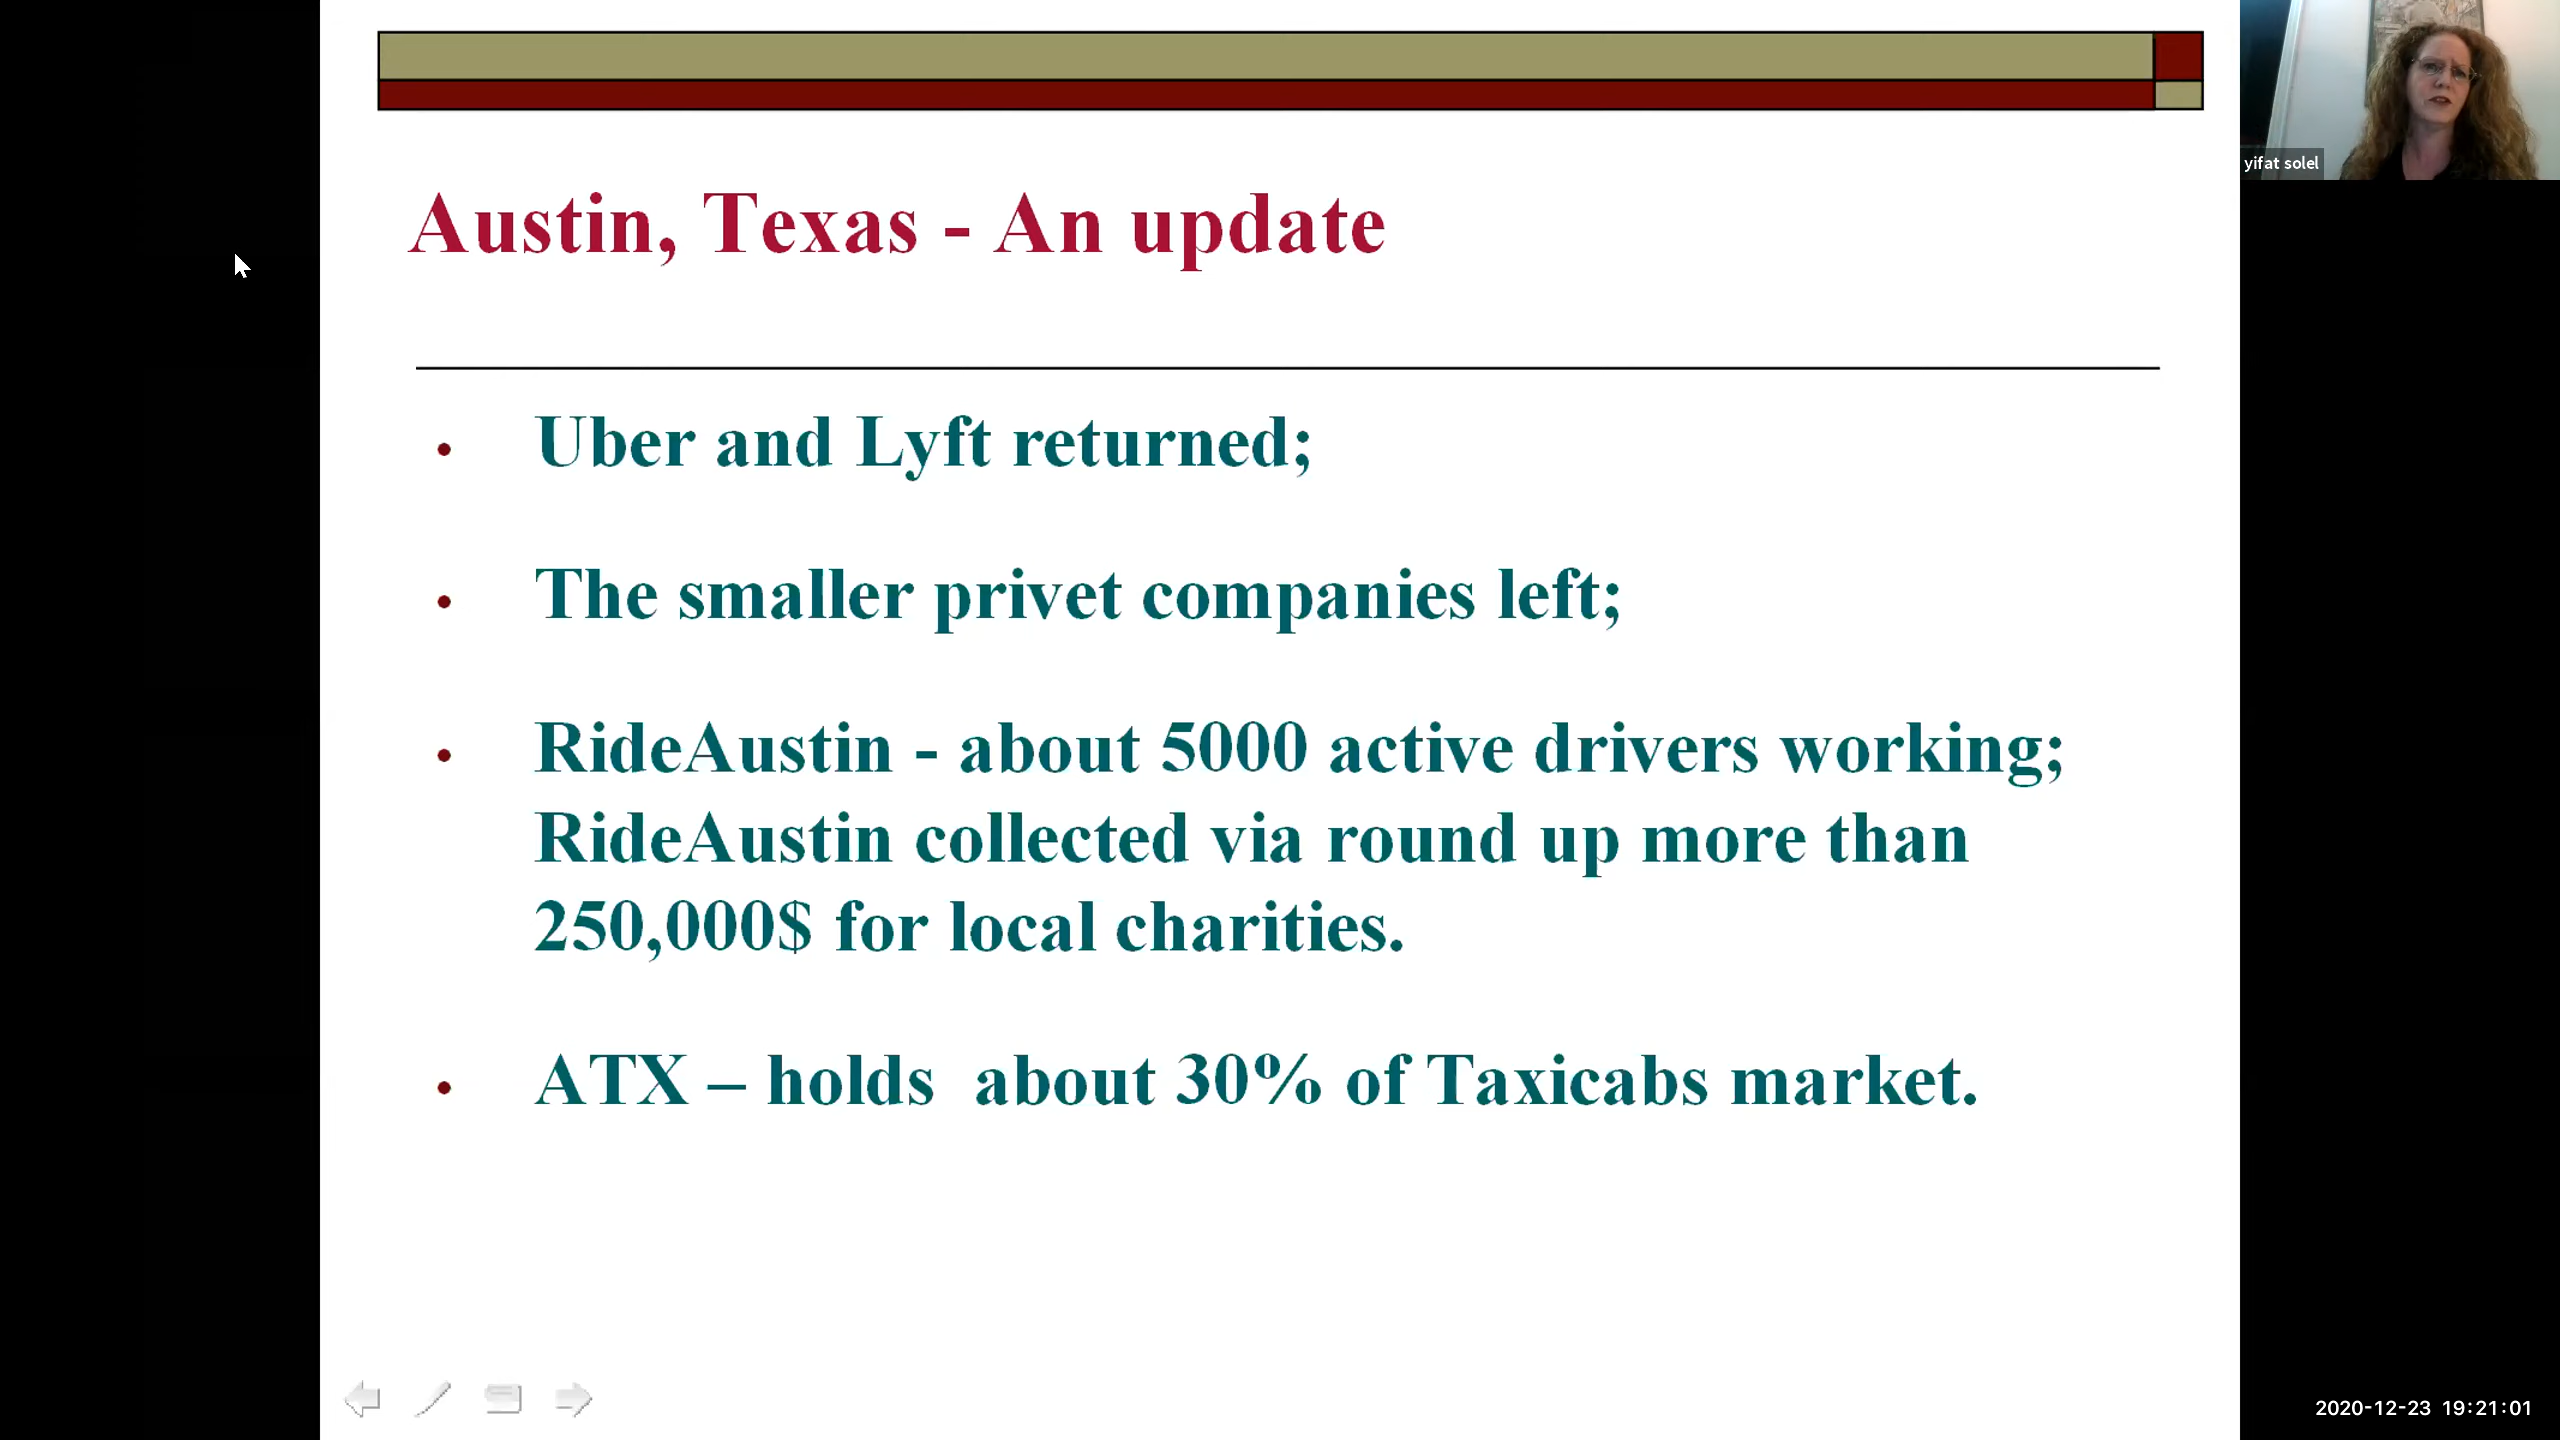 yifat solel
Austin, Texas - An update
• Uber and Lyft returned;
• The smaller privet companies left;
• RideAustin - about 5000 active drivers working;
RideAustin collected via round up more than
250,000$ for local charities.
• ATX – holds  about 30% of Taxicabs market.
2020-12-23 19:21:01